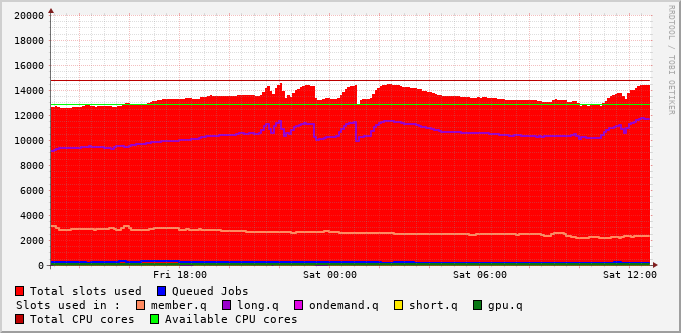 RRDTOOL / TOBI OETIKER
20000
18000
16000
14000
12000
10000
8000
6000
4000
2000
0
Fri 18:00 Sat 00:00 Sat 06:00 Sat 12:00
Total slots used Queued Jobs
Slots used in : member.q long.q ondemand.q short.q gpu.q
Total CPU cores Available CPU cores